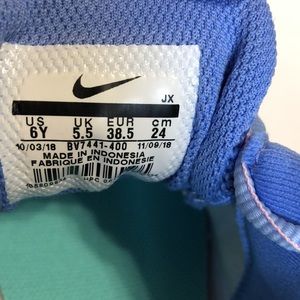 JX
US UK EUR cm
6Y 5.5 38.5 24
10/03/18 BV7441-400 11/09/18
MADE IN INDONESIA
FABRIQUE EN INDONESIE
UPC